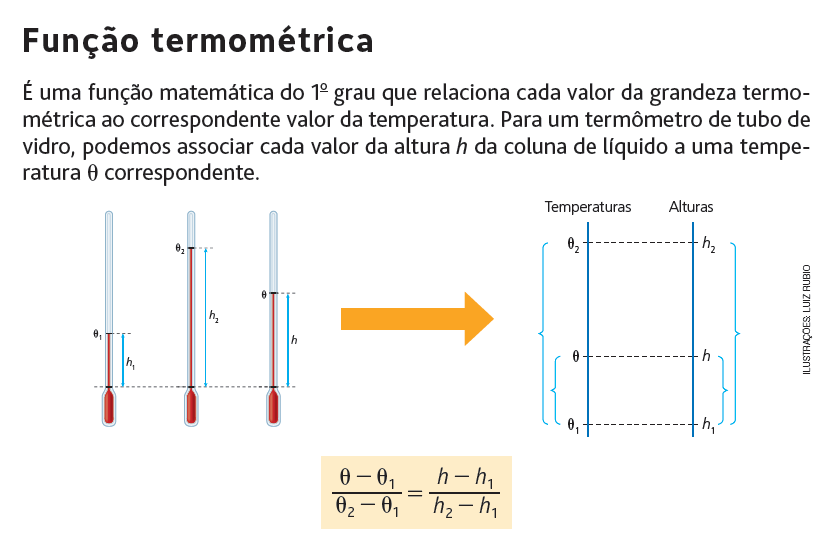 Função termométrica
É uma função matemática do 1º grau que relaciona cada valor da grandeza termo-
métrica ao correspondente valor da temperatura. Para um termômetro de tubo de
vidro, podemos associar cada valor da altura h da coluna de líquido a uma tempe-
ratura θ correspondente.
θ₁
h₁
θ₂
h₂
θ
h
Temperaturas Alturas
θ₂ h₂
θ h
θ₁ h₁
ILUSTRAÇÕES: LUIZ RUBIO
θ − θ₁ / θ₂ − θ₁ = h − h₁ / h₂ − h₁